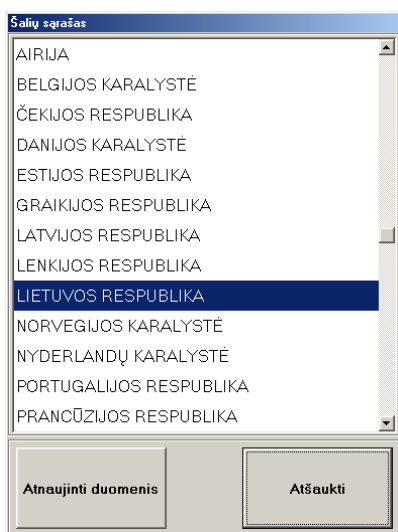 Šalių sąrašas
AIRIJA
BELGIJOS KARALYSTĖ
ČEKIJOS RESPUBLIKA
DANIJOS KARALYSTĖ
ESTIJOS RESPUBLIKA
GRAIKIJOS RESPUBLIKA
LATVIJOS RESPUBLIKA
LENKIJOS RESPUBLIKA
LIETUVOS RESPUBLIKA
NORVEGIJOS KARALYSTĖ
NYDERLANDŲ KARALYSTĖ
PORTUGALIJOS RESPUBLIKA
PRANCŪZIJOS RESPUBLIKA
Atnaujinti duomenis
Atšaukti